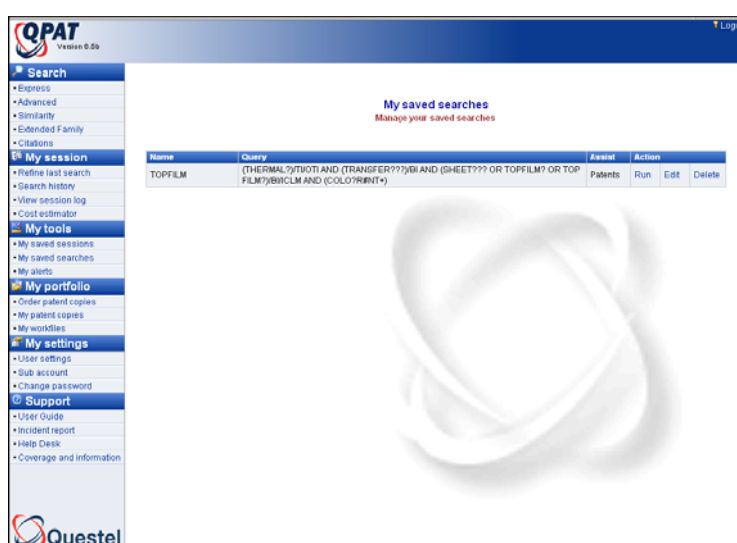 QPAT
Version 0.5b
Search
• Express
• Advanced
• Similarity
• Extended Family
• Citations
My session
• Refine last search
• Search history
• View session log
• Cost estimator
My tools
• My saved sessions
• My saved searches
• My alerts
My portfolio
• Order patent copies
• My patent copies
• My workfiles
My settings
• User settings
• Sub account
• Change password
Support
• User Guide
• Incident report
• Help Desk
• Coverage and information
Questel
Log
My saved searches
Manage your saved searches
Name Query Assist Action
TOPFILM (THERMAL?)/TI/OTI AND (TRANSFER???)/BI AND (SHEET??? OR TOPFILM? OR TOP Patents Run Edit Delete
FILM?)/BI/ICLM AND (COLO?R#NT+)